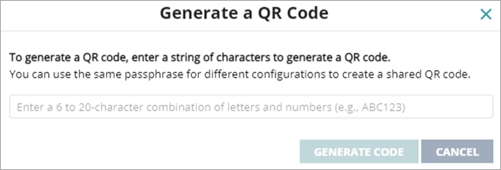 Generate a QR Code
To generate a QR code, enter a string of characters to generate a QR code.
You can use the same passphrase for different configurations to create a shared QR code.
Enter a 6 to 20-character combination of letters and numbers (e.g., ABC123)
GENERATE CODE CANCEL